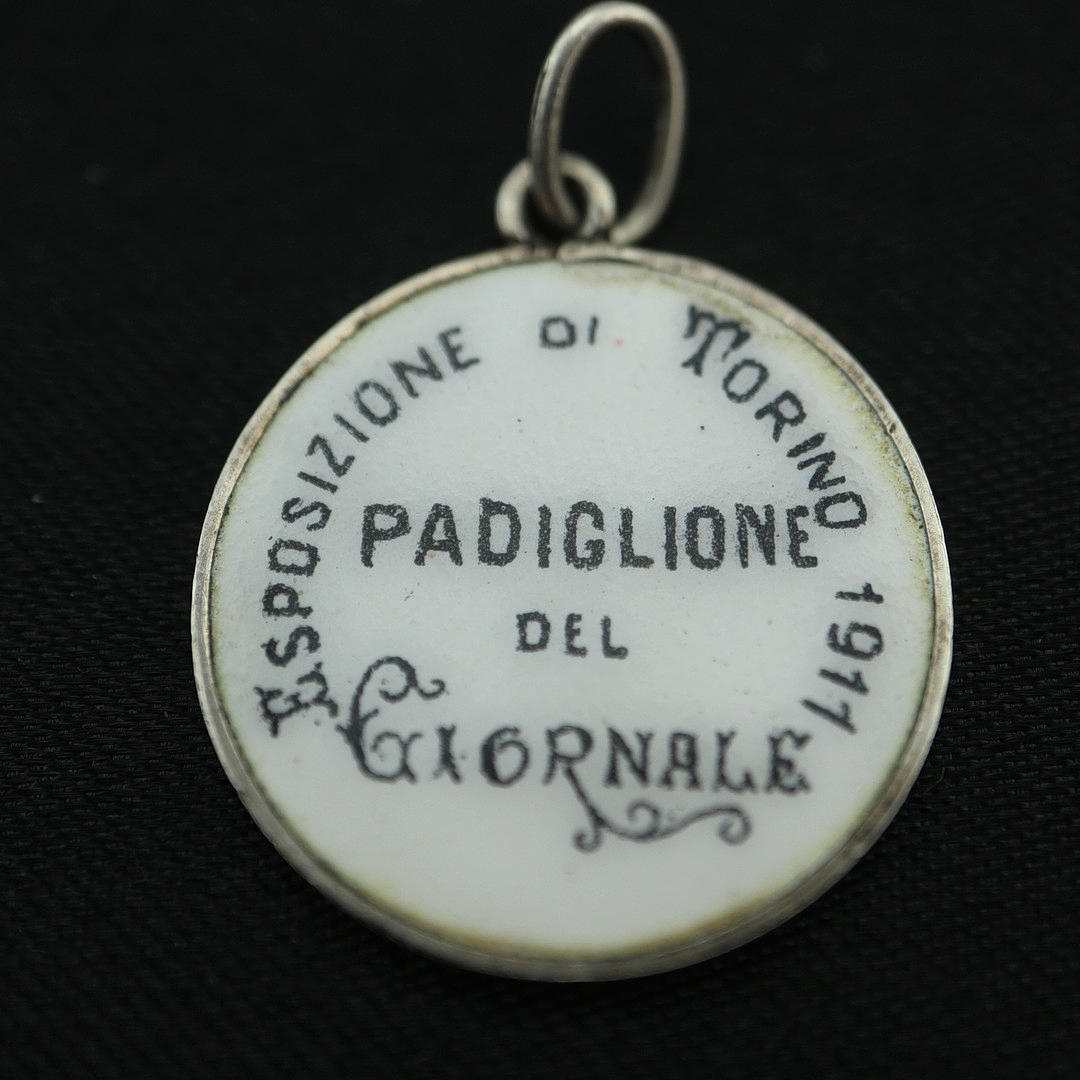 ESPOSIZIONE DI TORINO 1911
PADIGLIONE
DEL
GIORNALE